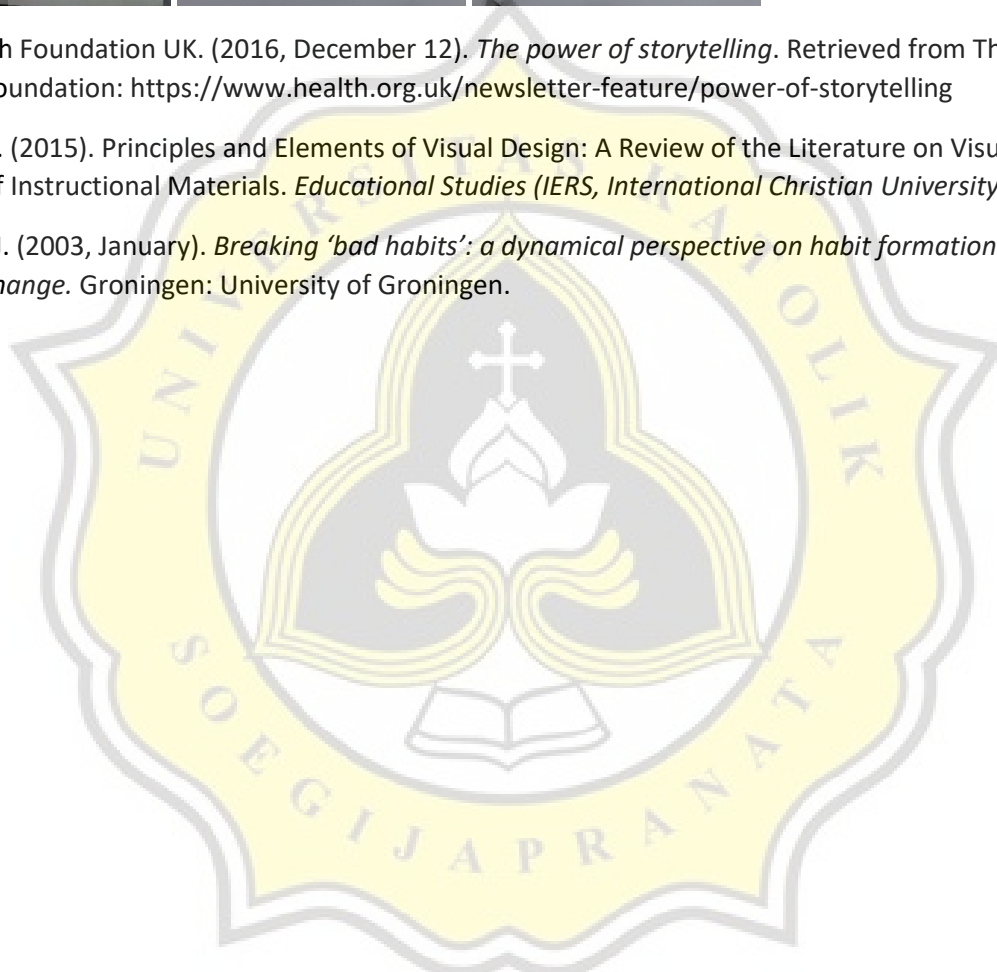 h Foundation UK. (2016, December 12). The power of storytelling. Retrieved from Th
oundation: https://www.health.org.uk/newsletter-feature/power-of-storytelling
. (2015). Principles and Elements of Visual Design: A Review of the Literature on Visu
f Instructional Materials. Educational Studies (IERS, International Christian University
. (2003, January). Breaking ‘bad habits’: a dynamical perspective on habit formation
hange. Groningen: University of Groningen.
UNIVERSITAS KATOLIK
SOEGIJAPRANATA